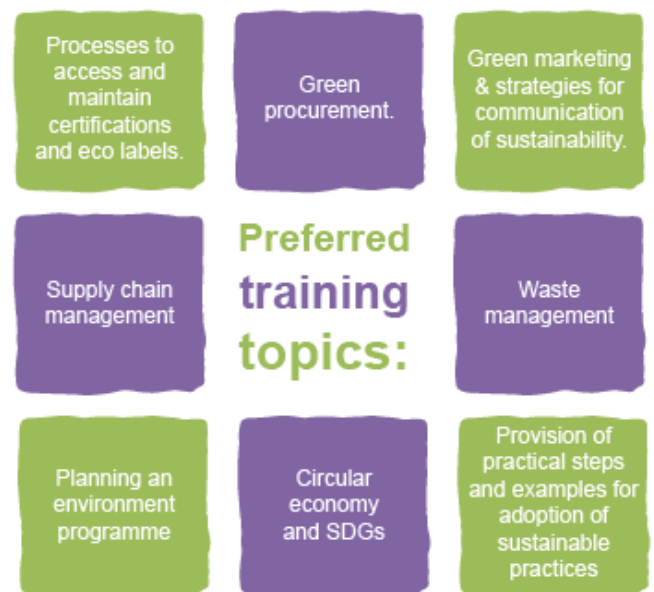 Processes to
access and
maintain
certifications
and eco labels.
Green
procurement.
Green marketing
& strategies for
communication
of sustainability.
Supply chain
management
Preferred
training
topics:
Waste
management
Planning an
environment
programme
Circular
economy
and SDGs
Provision of
practical steps
and examples for
adoption of
sustainable
practices